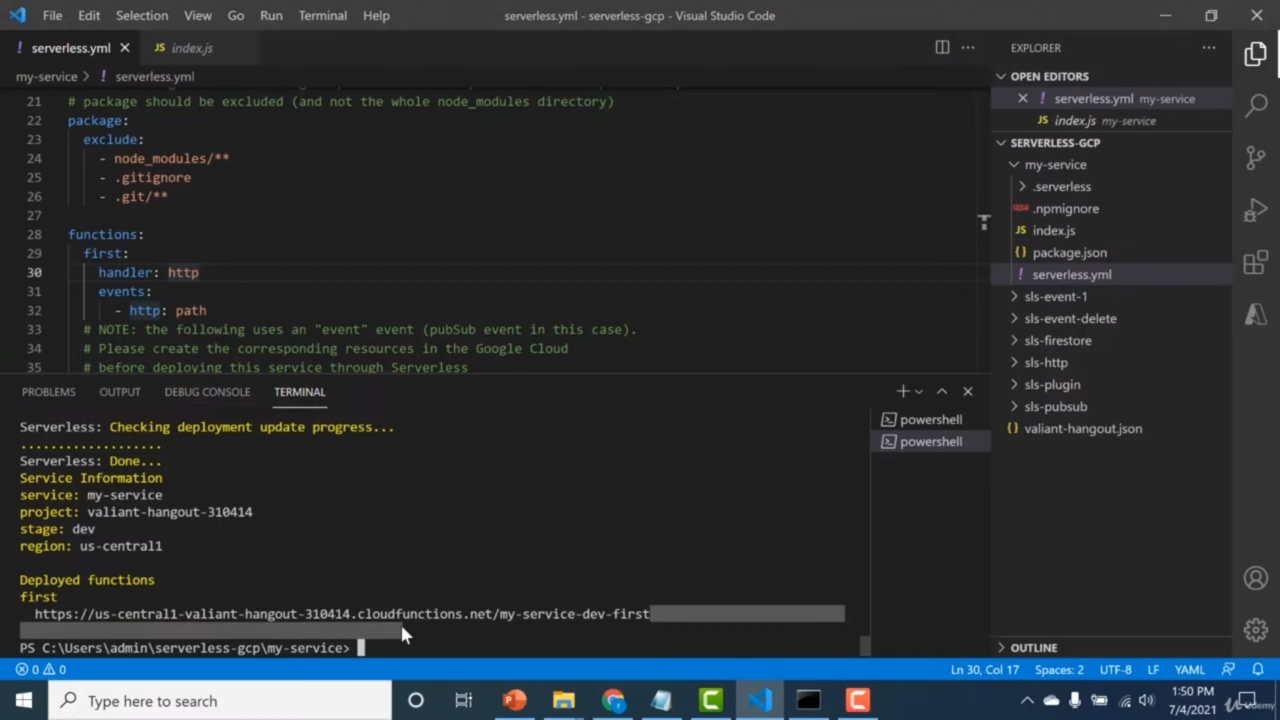 File Edit Selection View Go Run Terminal Help serverless.yml - serverless-gcp - Visual Studio Code
! serverless.yml JS index.js
my-service > ! serverless.yml
21 # package should be excluded (and not the whole node_modules directory)
22 package:
23 exclude:
24 - node_modules/**
25 - .gitignore
26 - .git/**
27
28 functions:
29 first:
30 handler: http
31 events:
32 - http: path
33 # NOTE: the following uses an "event" event (pubSub event in this case).
34 # Please create the corresponding resources in the Google Cloud
35 # before deploying this service through Serverless
PROBLEMS OUTPUT DEBUG CONSOLE TERMINAL
Serverless: Checking deployment update progress...
...................
Serverless: Done...
Service Information
service: my-service
project: valiant-hangout-310414
stage: dev
region: us-central1
Deployed functions
first
https://us-central1-valiant-hangout-310414.cloudfunctions.net/my-service-dev-first
PS C:\Users\admin\serverless-gcp\my-service>
powershell
powershell
EXPLORER
OPEN EDITORS
! serverless.yml my-service
JS index.js my-service
SERVERLESS-GCP
my-service
.serverless
.npmignore
JS index.js
{} package.json
! serverless.yml
sls-event-1
sls-event-delete
sls-firestore
sls-http
sls-plugin
sls-pubsub
{} valiant-hangout.json
OUTLINE
0 0 Ln 30, Col 17 Spaces: 2 UTF-8 LF YAML
Type here to search
1:50 PM
7/4/2021
Udemy